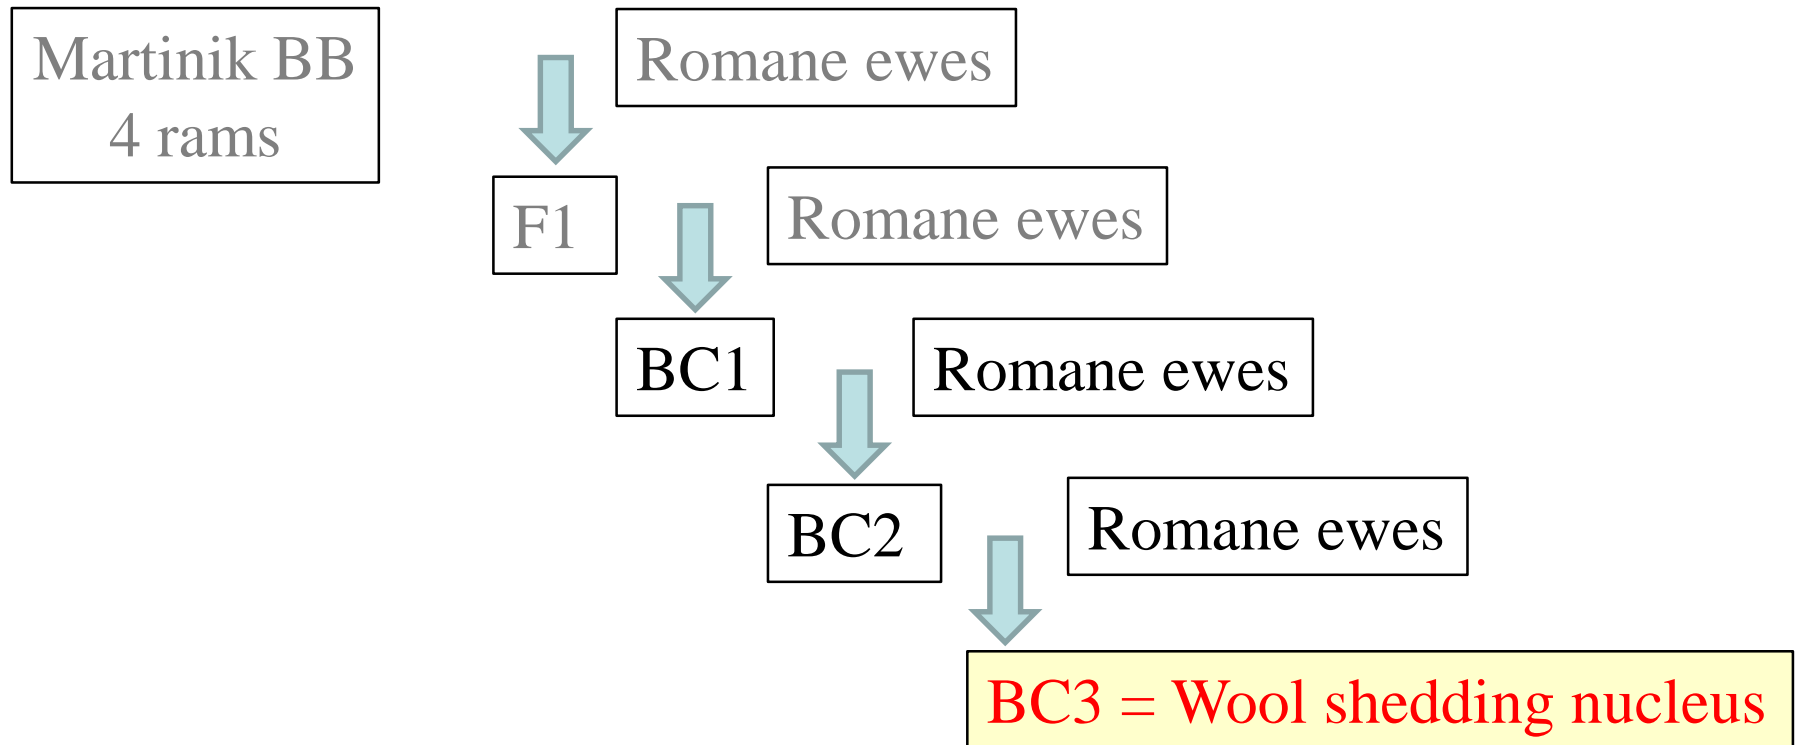 Martinik BB
4 rams
Romane ewes
F1
Romane ewes
BC1
Romane ewes
BC2
Romane ewes
BC3 = Wool shedding nucleus